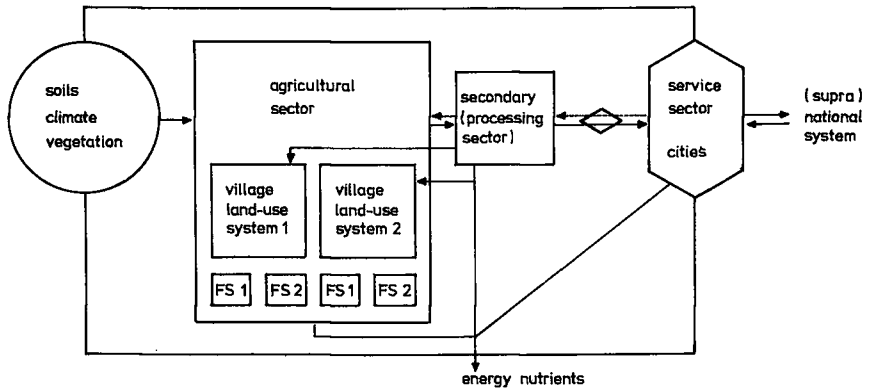 soils
climate
vegetation
agricultural
sector
village
land-use
system 1
village
land-use
system 2
FS 1
FS 2
FS 1
FS 2
secondary
(processing
sector)
service
sector
cities
(supra)
national
system
energy nutrients